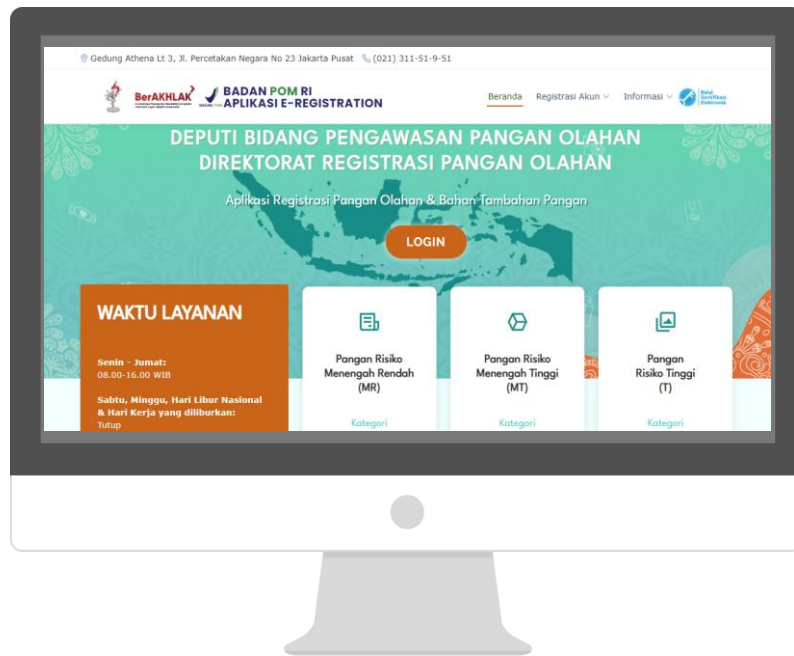 Gedung Athena Lt 3, Jl. Percetakan Negara No 23 Jakarta Pusat (021) 311-51-9-51
BerAKHLAK
BADAN POM RI
APLIKASI E-REGISTRATION
Beranda Registrasi Akun Informasi
Balai
Sertifikasi
Elektronik
DEPUTI BIDANG PENGAWASAN PANGAN OLAHAN
DIREKTORAT REGISTRASI PANGAN OLAHAN
Aplikasi Registrasi Pangan Olahan & Bahan Tambahan Pangan
LOGIN
WAKTU LAYANAN
Senin - Jumat:
08.00-16.00 WIB
Sabtu, Minggu, Hari Libur Nasional
& Hari Kerja yang diliburkan:
Tutup
Pangan Risiko
Menengah Rendah
(MR)
Kategori
Pangan Risiko
Menengah Tinggi
(MT)
Kategori
Pangan
Risiko Tinggi
(T)
Kategori